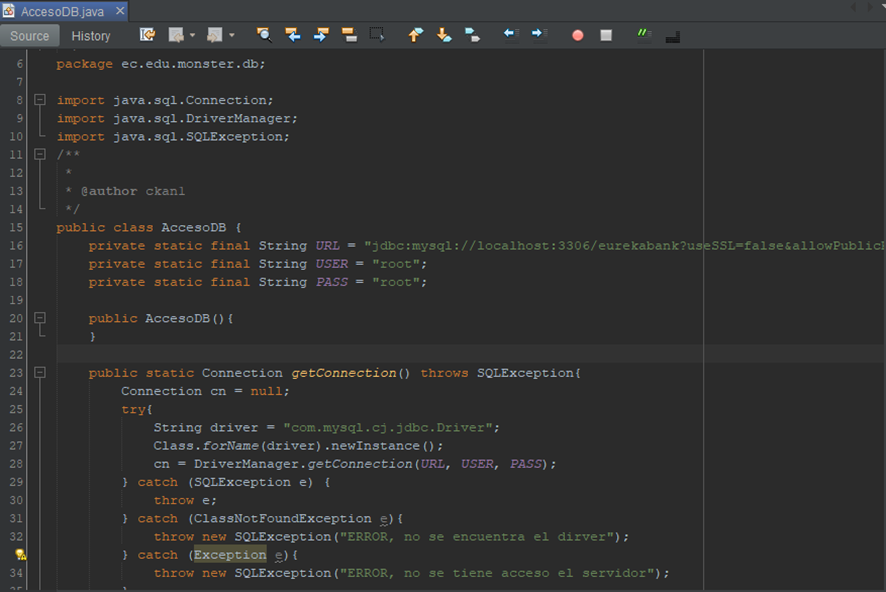 AccesoDB.java
Source History
6 package ec.edu.monster.db;
7
8 import java.sql.Connection;
9 import java.sql.DriverManager;
10 import java.sql.SQLException;
11 /**
12 *
13 * @author ckan1
14 */
15 public class AccesoDB {
16 private static final String URL = "jdbc:mysql://localhost:3306/eurekabank?useSSL=false&allowPublic
17 private static final String USER = "root";
18 private static final String PASS = "root";
19
20 public AccesoDB(){
21 }
22
23 public static Connection getConnection() throws SQLException{
24 Connection cn = null;
25 try{
26 String driver = "com.mysql.cj.jdbc.Driver";
27 Class.forName(driver).newInstance();
28 cn = DriverManager.getConnection(URL, USER, PASS);
29 } catch (SQLException e) {
30 throw e;
31 } catch (ClassNotFoundException e){
32 throw new SQLException("ERROR, no se encuentra el dirver");
} catch (Exception e){
34 throw new SQLException("ERROR, no se tiene acceso el servidor");